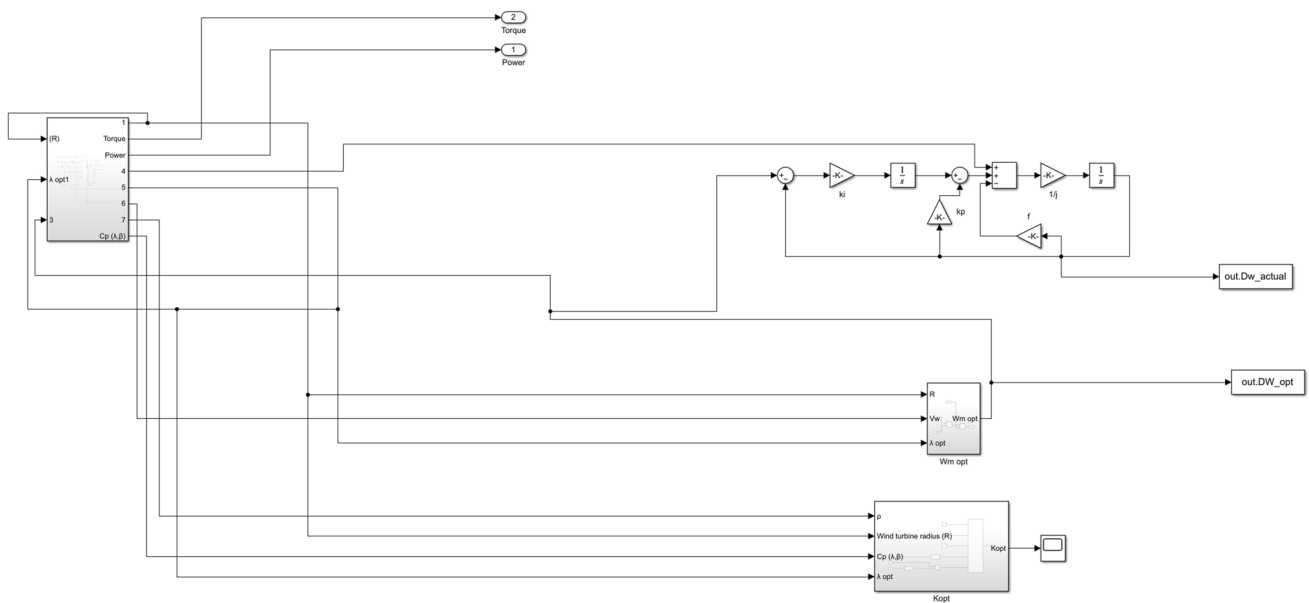 2
Torque
1
Power
1
(R)
Torque
Power
4
λ opt1
5
6
3
7
Cp (λ,β)
+
-
-K-
ki
1
s
+
-
-K-
kp
+
+
-
-K-
1/j
1
s
f
-K-
out.Dw_actual
out.DW_opt
R
Vw
Wm opt
λ opt
Wm opt
ρ
Wind turbine radius (R)
Kopt
Cp (λ,β)
λ opt
Kopt